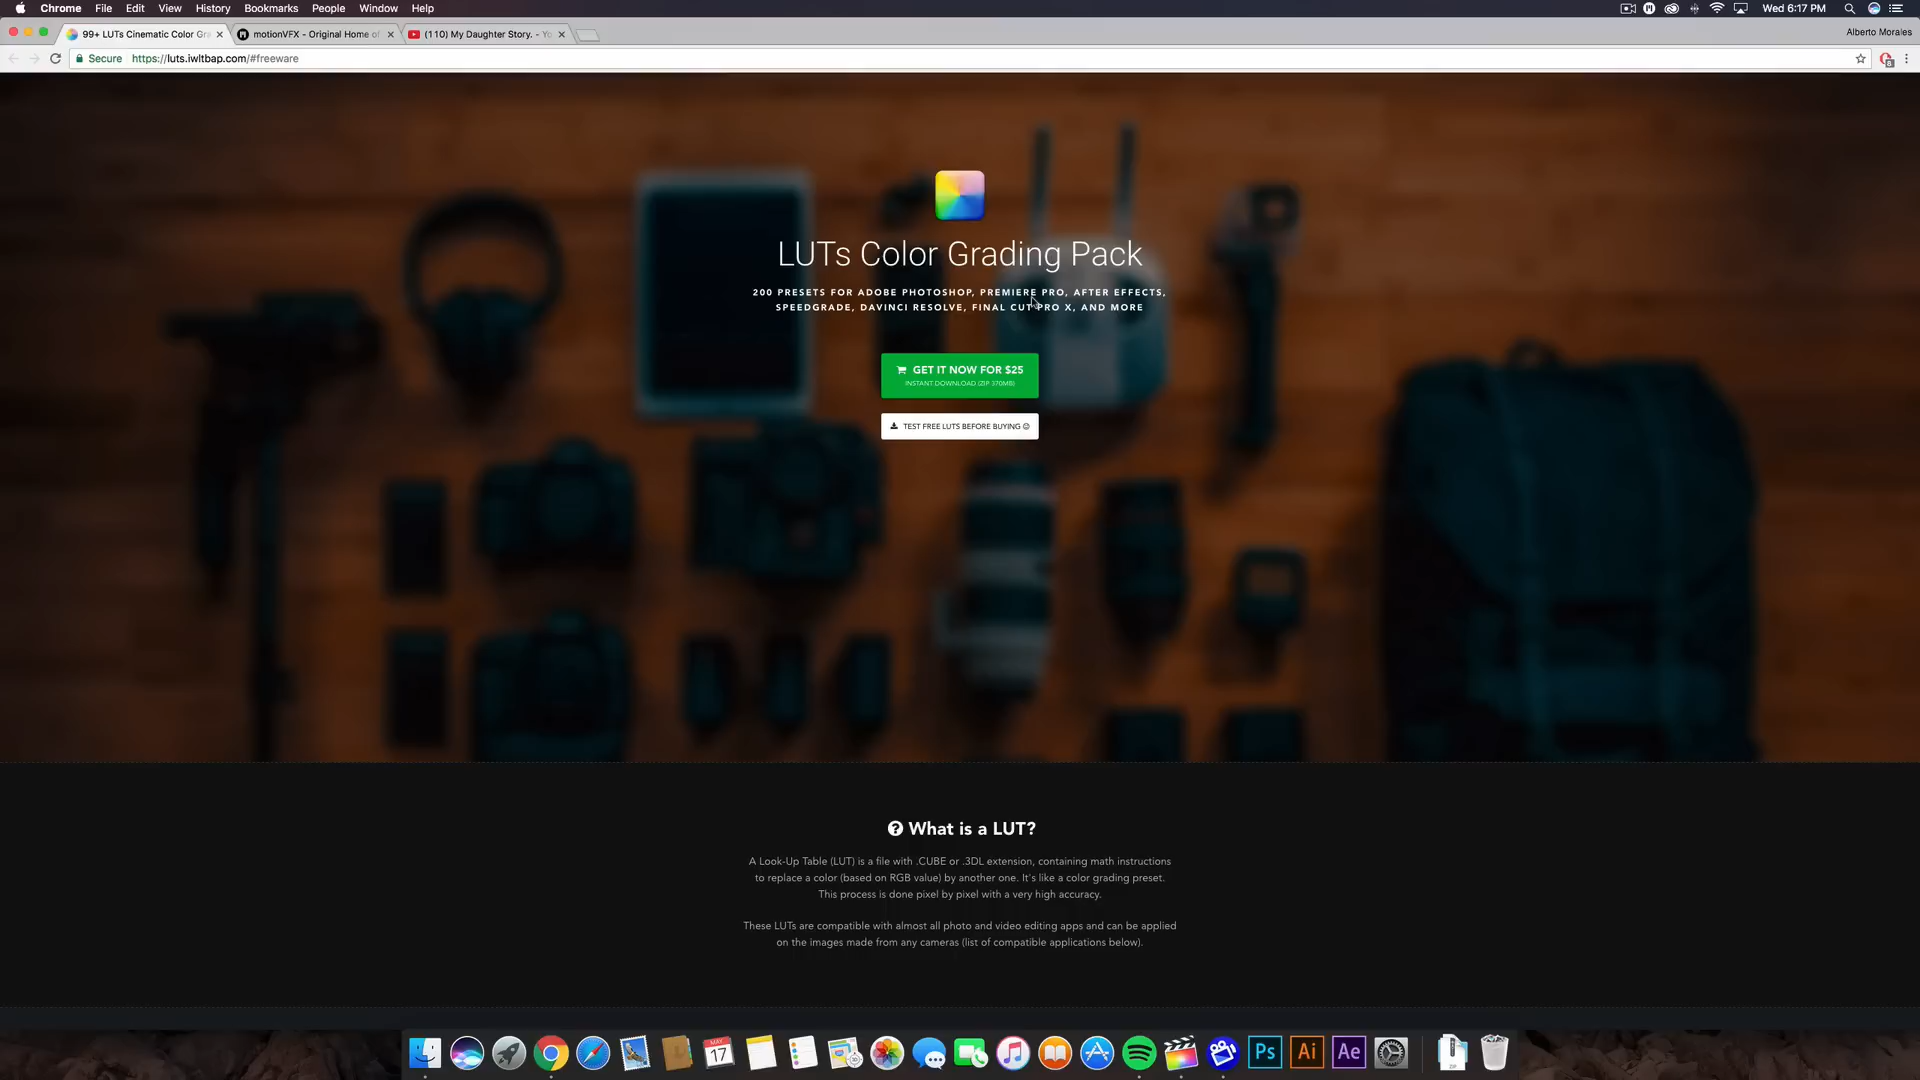 Chrome File Edit View History Bookmarks People Window Help
Wed 6:17 PM
99+ LUTs Cinematic Color Gra
motionVFX - Original Home of
(110) My Daughter Story. - Yo
Alberto Morales
Secure https://luts.iwltbap.com/#freeware
LUTs Color Grading Pack
200 PRESETS FOR ADOBE PHOTOSHOP, PREMIERE PRO, AFTER EFFECTS,
SPEEDGRADE, DAVINCI RESOLVE, FINAL CUT PRO X, AND MORE
GET IT NOW FOR $25
INSTANT DOWNLOAD (ZIP 370MB)
TEST FREE LUTS BEFORE BUYING
What is a LUT?
A Look-Up Table (LUT) is a file with .CUBE or .3DL extension, containing math instructions
to replace a color (based on RGB value) by another one. It's like a color grading preset.
This process is done pixel by pixel with a very high accuracy.
These LUTs are compatible with almost all photo and video editing apps and can be applied
on the images made from any cameras (list of compatible applications below).
MAY
17
Ps
Ai
Ae